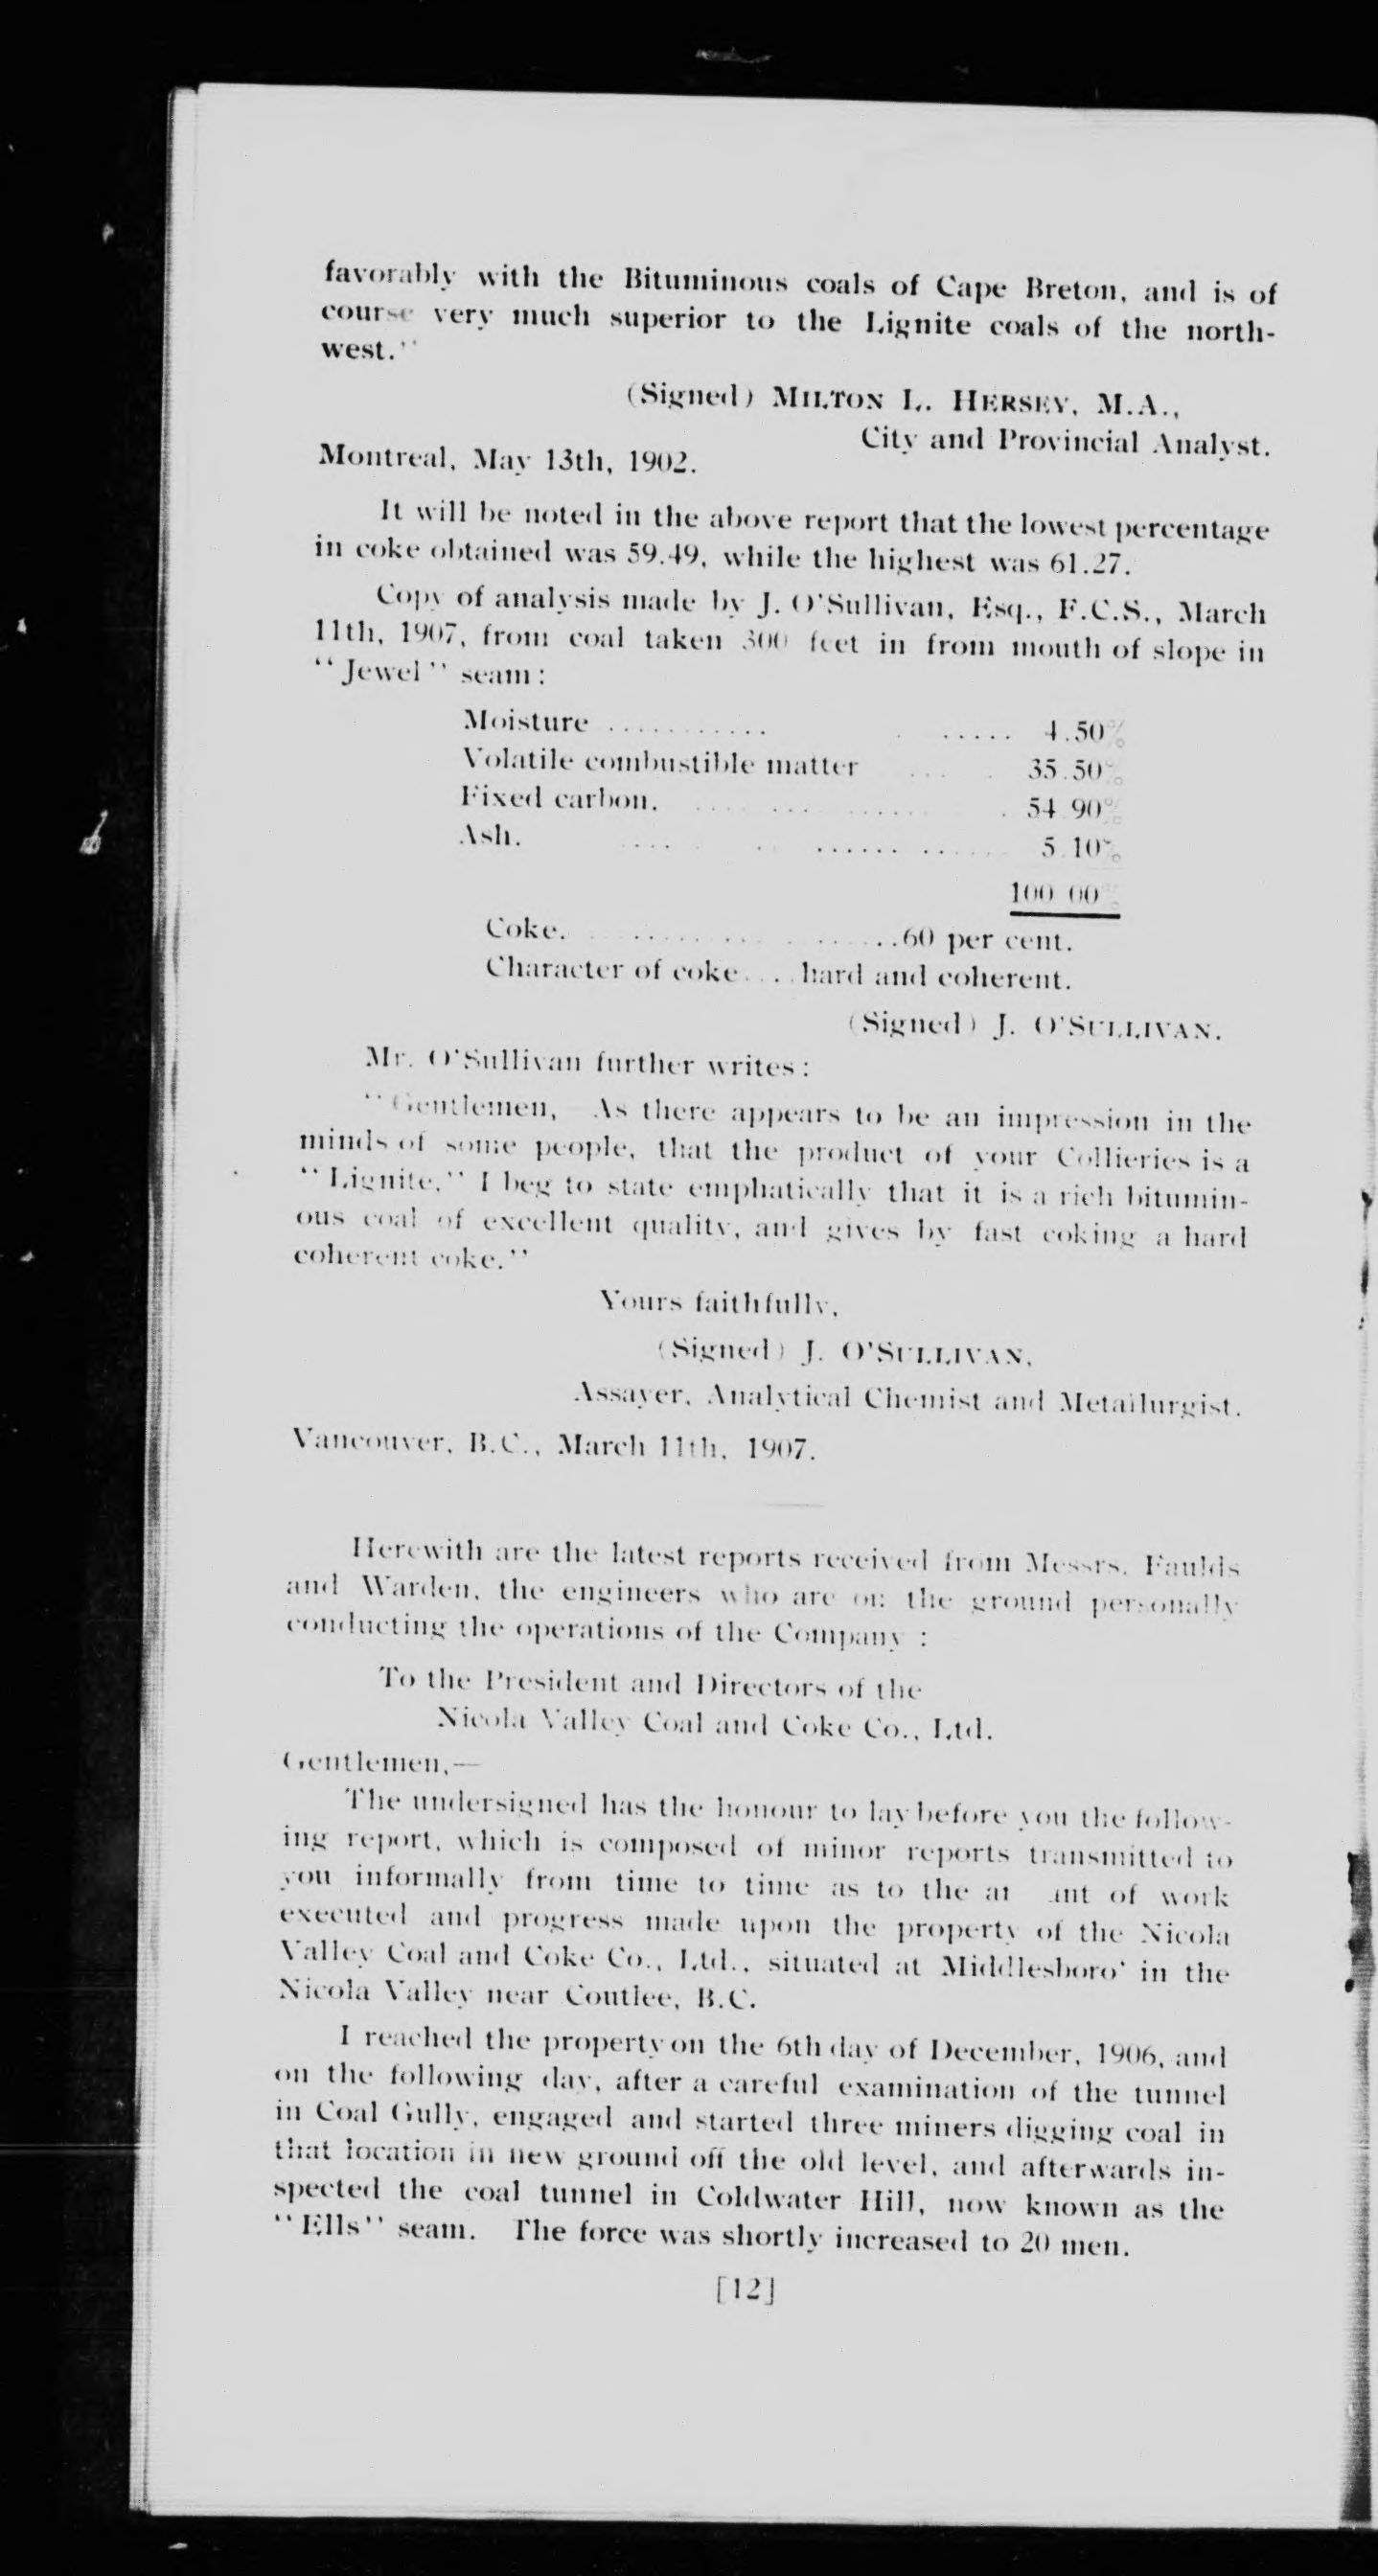 favorably with the Bituminous coals of Cape Breton, and is of
course very much superior to the Lignite coals of the north-
west."
(Signed) MILTON L. HERSEY, M.A.,
City and Provincial Analyst.
Montreal, May 13th, 1902.
It will be noted in the above report that the lowest percentage
in coke obtained was 59.49, while the highest was 61.27.
Copy of analysis made by J. O'Sullivan, Esq., F.C.S., March
11th, 1907, from coal taken 300 feet in from mouth of slope in
"Jewel" seam:
Moisture ........... ..... 4.50%
Volatile combustible matter ... . 35.50%
Fixed carbon. ............... . 54.90%
Ash. .... . ............ 5.10%
100.00%
Coke. ..................60 per cent.
Character of coke....hard and coherent.
(Signed) J. O'SULLIVAN.
Mr. O'Sullivan further writes:
"Gentlemen, As there appears to be an impression in the
minds of some people, that the product of your Collieries is a
"Lignite," I beg to state emphatically that it is a rich bitumin-
ous coal of excellent quality, and gives by fast coking a hard
coherent coke."
Yours faithfully,
(Signed) J. O'SULLIVAN,
Assayer, Analytical Chemist and Metallurgist.
Vancouver, B.C., March 11th, 1907.
Herewith are the latest reports received from Messrs. Faulds
and Warden, the engineers who are on the ground personally
conducting the operations of the Company :
To the President and Directors of the
Nicola Valley Coal and Coke Co., Ltd.
Gentlemen,—
The undersigned has the honour to lay before you the follow-
ing report, which is composed of minor reports transmitted to
you informally from time to time as to the of work
executed and progress made upon the property of the Nicola
Valley Coal and Coke Co., Ltd., situated at Middlesboro' in the
Nicola Valley near Coutlee, B.C.
I reached the property on the 6th day of December, 1906, and
on the following day, after a careful examination of the tunnel
in Coal Gully, engaged and started three miners digging coal in
that location in new ground off the old level, and afterwards in-
spected the coal tunnel in Coldwater Hill, now known as the
"Ells" seam. The force was shortly increased to 20 men.
[12]